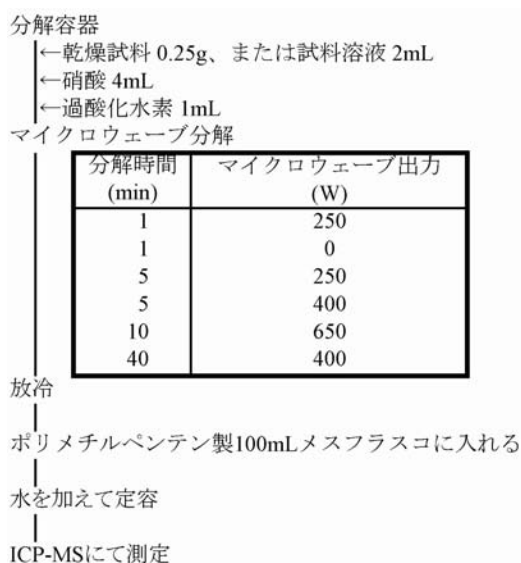 分解容器
←乾燥試料 0.25g、または試料溶液 2mL
←硝酸 4mL
←過酸化水素 1mL
マイクロウェーブ分解
分解時間 マイクロウェーブ出力
(min) (W)
1 250
1 0
5 250
5 400
10 650
40 400
放冷
ポリメチルペンテン製100mLメスフラスコに入れる
水を加えて定容
ICP-MSにて測定